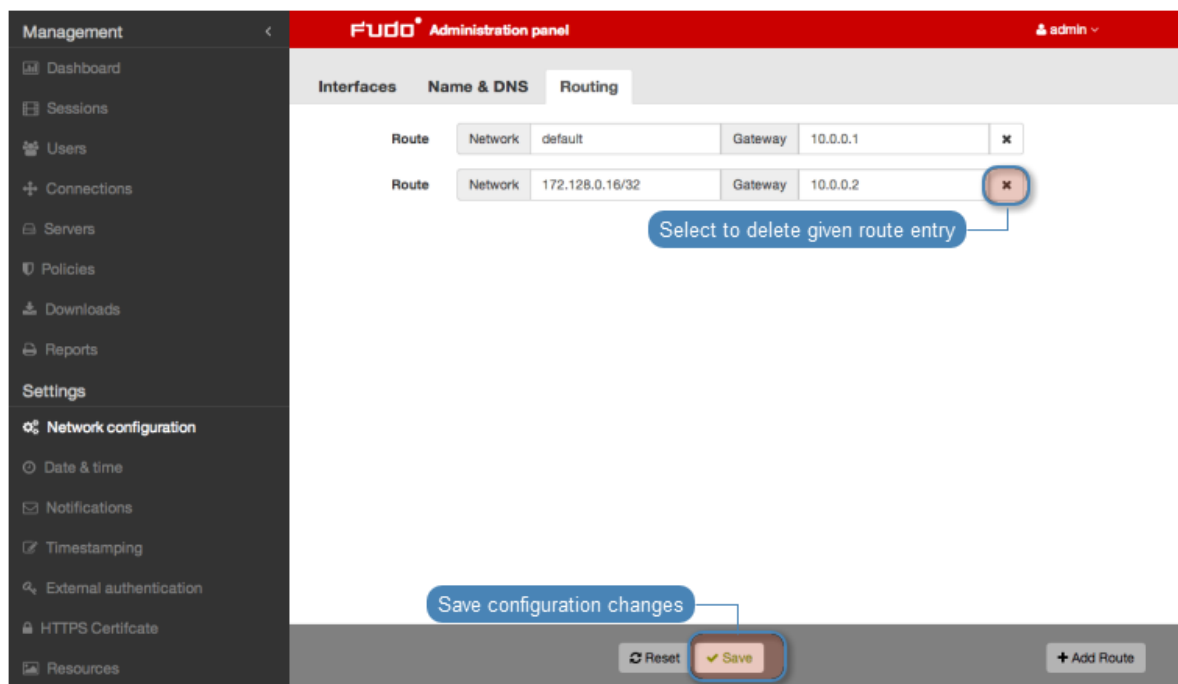 Management
FUDO Administration panel
admin
Dashboard
Sessions
Users
Connections
Servers
Policies
Downloads
Reports
Settings
Network configuration
Date & time
Notifications
Timestamping
External authentication
HTTPS Certifcate
Resources
Interfaces Name & DNS Routing
Route Network default Gateway 10.0.0.1
Route Network 172.128.0.16/32 Gateway 10.0.0.2
Select to delete given route entry
Save configuration changes
Reset Save + Add Route